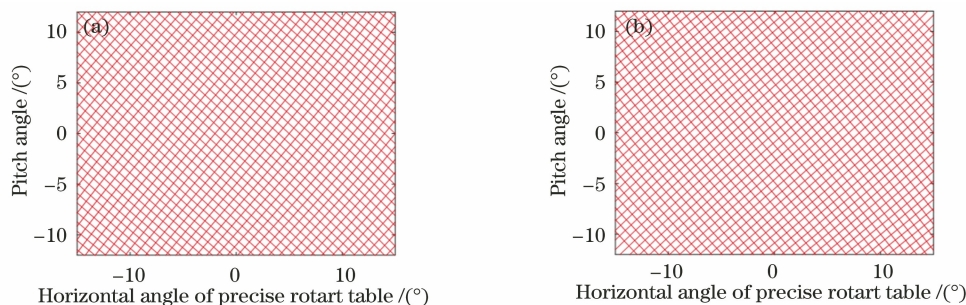 (a)
10
5
0
−5
−10
Pitch angle /(°)
−10 0 10
Horizontal angle of precise rotart table /(°)
(b)
10
5
0
−5
−10
Pitch angle /(°)
−10 0 10
Horizontal angle of precise rotart table /(°)